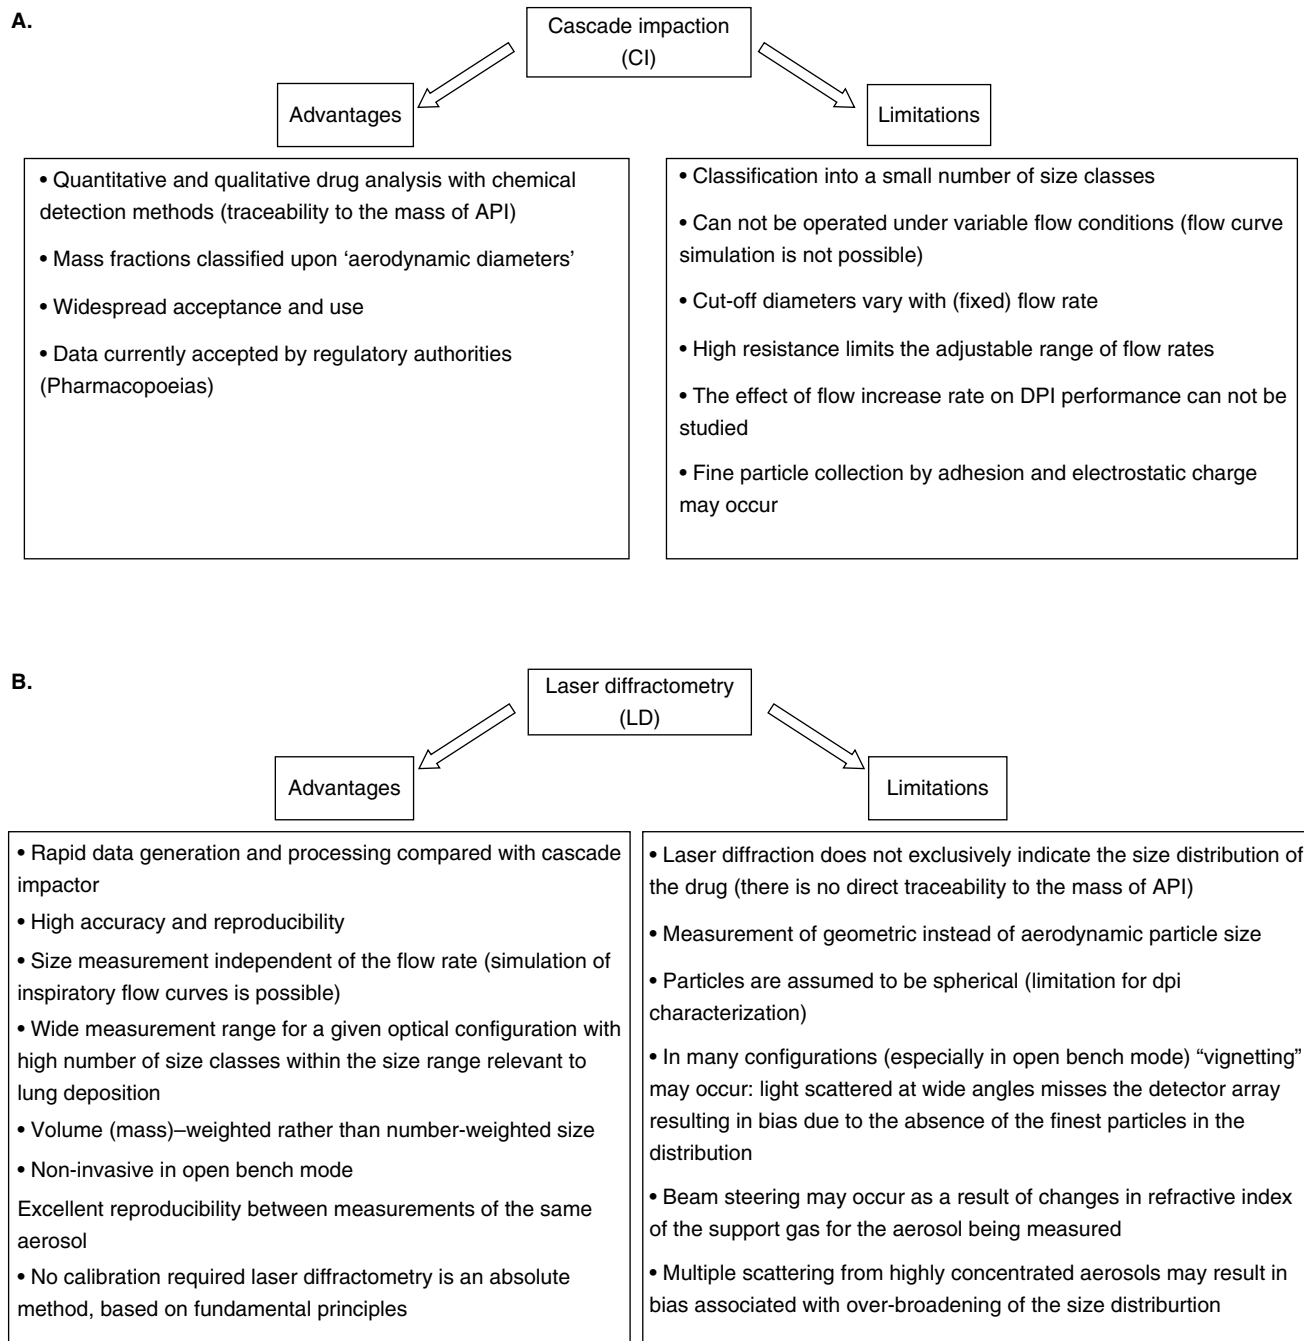 A.
Cascade impaction
(CI)
Advantages
Limitations
• Quantitative and qualitative drug analysis with chemical
detection methods (traceability to the mass of API)
• Mass fractions classified upon ‘aerodynamic diameters’
• Widespread acceptance and use
• Data currently accepted by regulatory authorities
(Pharmacopoeias)
• Classification into a small number of size classes
• Can not be operated under variable flow conditions (flow curve
simulation is not possible)
• Cut-off diameters vary with (fixed) flow rate
• High resistance limits the adjustable range of flow rates
• The effect of flow increase rate on DPI performance can not be
studied
• Fine particle collection by adhesion and electrostatic charge
may occur
B.
Laser diffractometry
(LD)
Advantages
Limitations
• Rapid data generation and processing compared with cascade
impactor
• High accuracy and reproducibility
• Size measurement independent of the flow rate (simulation of
inspiratory flow curves is possible)
• Wide measurement range for a given optical configuration with
high number of size classes within the size range relevant to
lung deposition
• Volume (mass)–weighted rather than number-weighted size
• Non-invasive in open bench mode
Excellent reproducibility between measurements of the same
aerosol
• No calibration required laser diffractometry is an absolute
method, based on fundamental principles
• Laser diffraction does not exclusively indicate the size distribution of
the drug (there is no direct traceability to the mass of API)
• Measurement of geometric instead of aerodynamic particle size
• Particles are assumed to be spherical (limitation for dpi
characterization)
• In many configurations (especially in open bench mode) “vignetting”
may occur: light scattered at wide angles misses the detector array
resulting in bias due to the absence of the finest particles in the
distribution
• Beam steering may occur as a result of changes in refractive index
of the support gas for the aerosol being measured
• Multiple scattering from highly concentrated aerosols may result in
bias associated with over-broadening of the size distriburtion